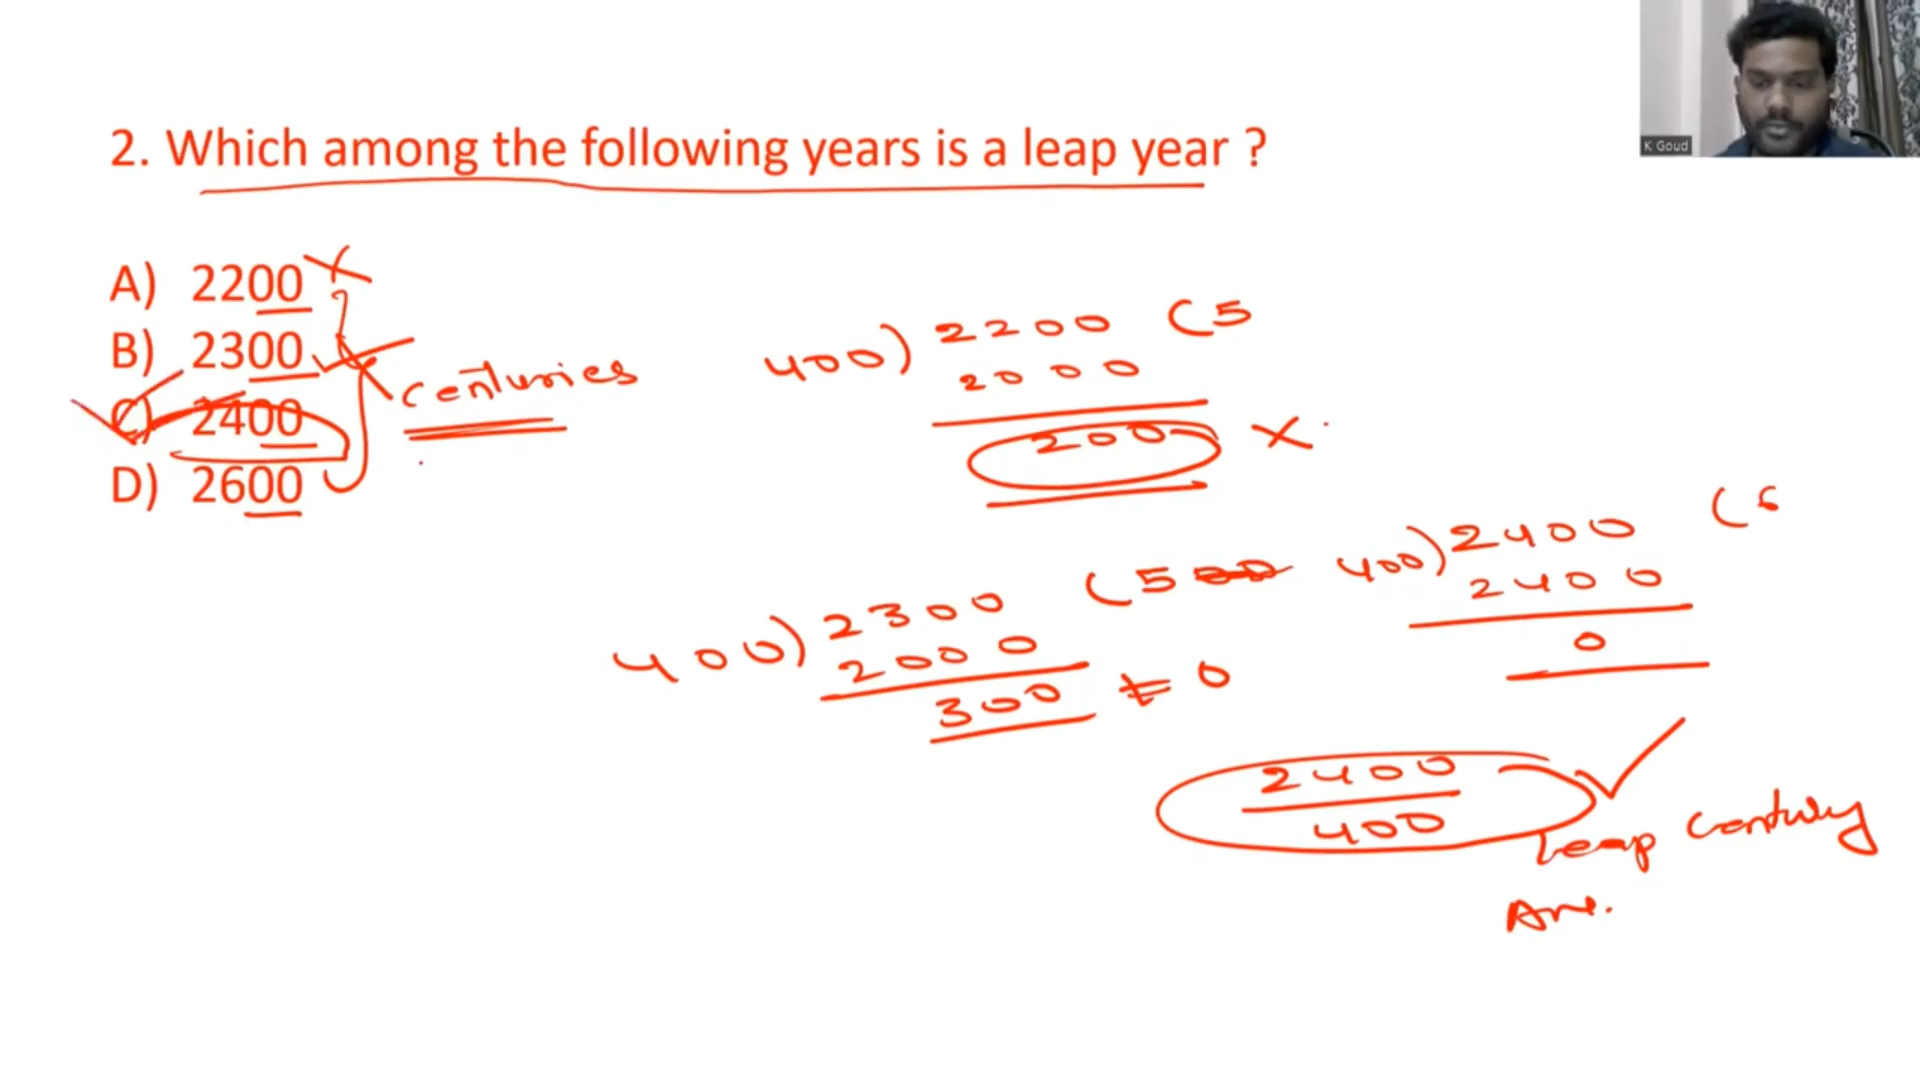 K Goud
2. Which among the following years is a leap year ?
A) 2200
B) 2300
C) 2400
D) 2600
centuries
400) 2200 (5
2000
200
400) 2300 (5
2000
300 ≠ 0
400) 2400 (6
2400
0
2400
400
Leap century
Ans.